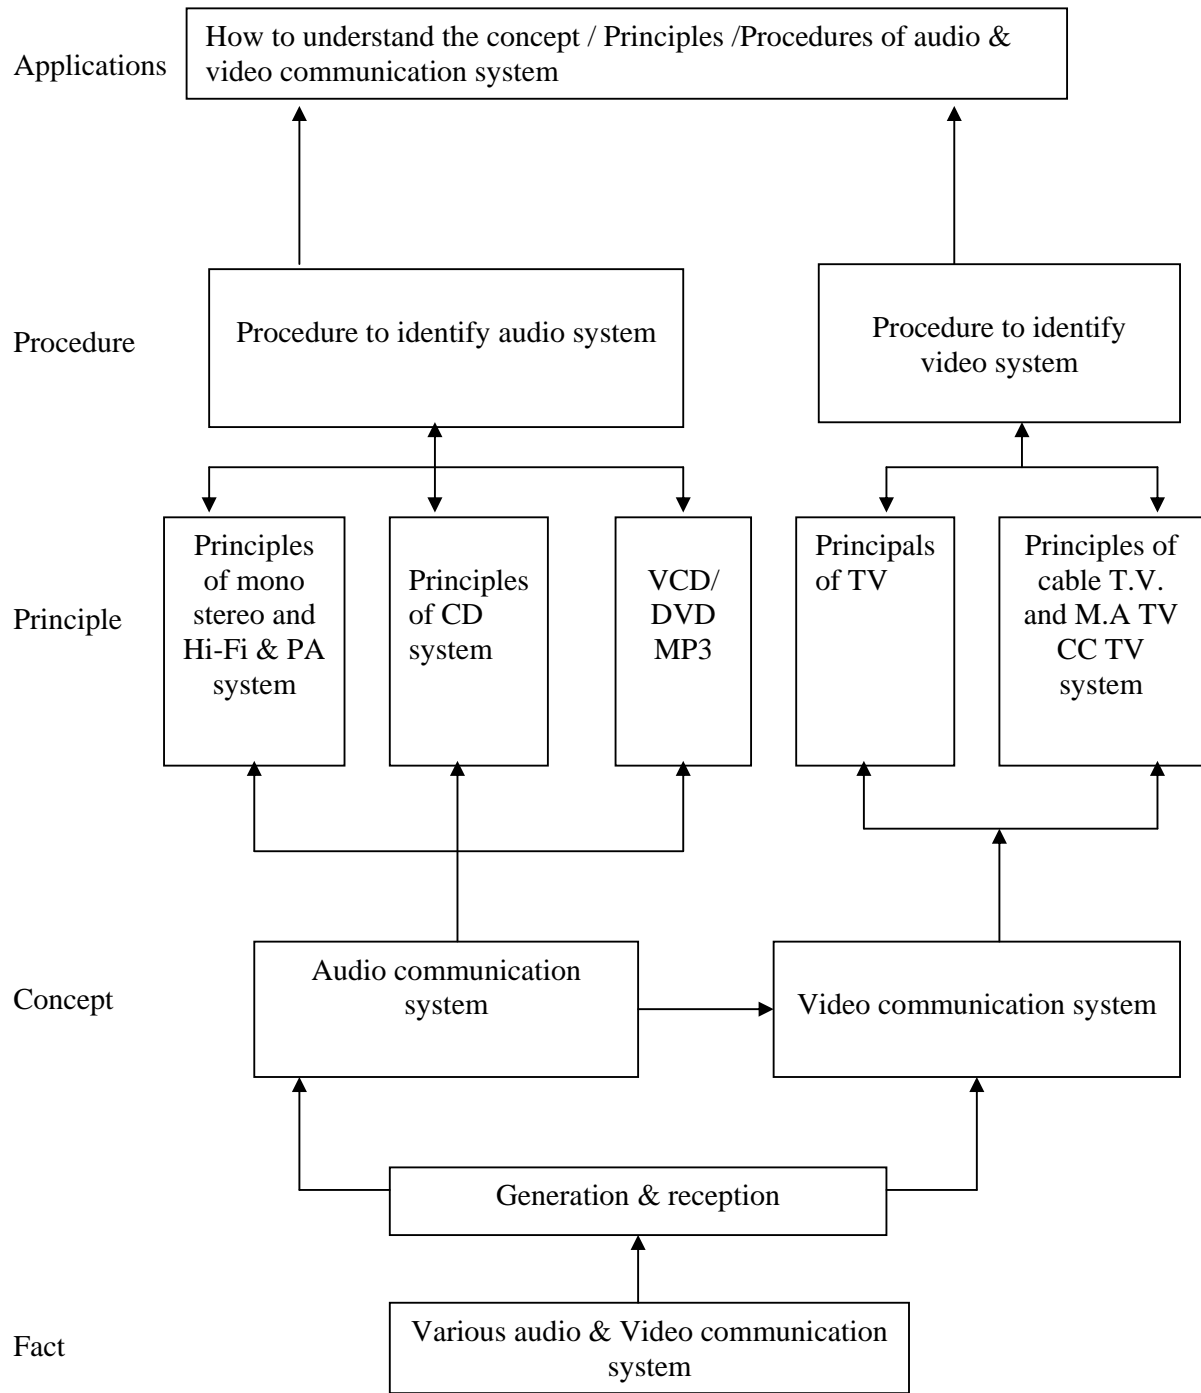 Applications
How to understand the concept / Principles /Procedures of audio &
video communication system
Procedure
Procedure to identify audio system
Procedure to identify
video system
Principle
Principles
of mono
stereo and
Hi-Fi & PA
system
Principles
of CD
system
VCD/
DVD
MP3
Principals
of TV
Principles of
cable T.V.
and M.A TV
CC TV
system
Concept
Audio communication
system
Video communication system
Generation & reception
Fact
Various audio & Video communication
system